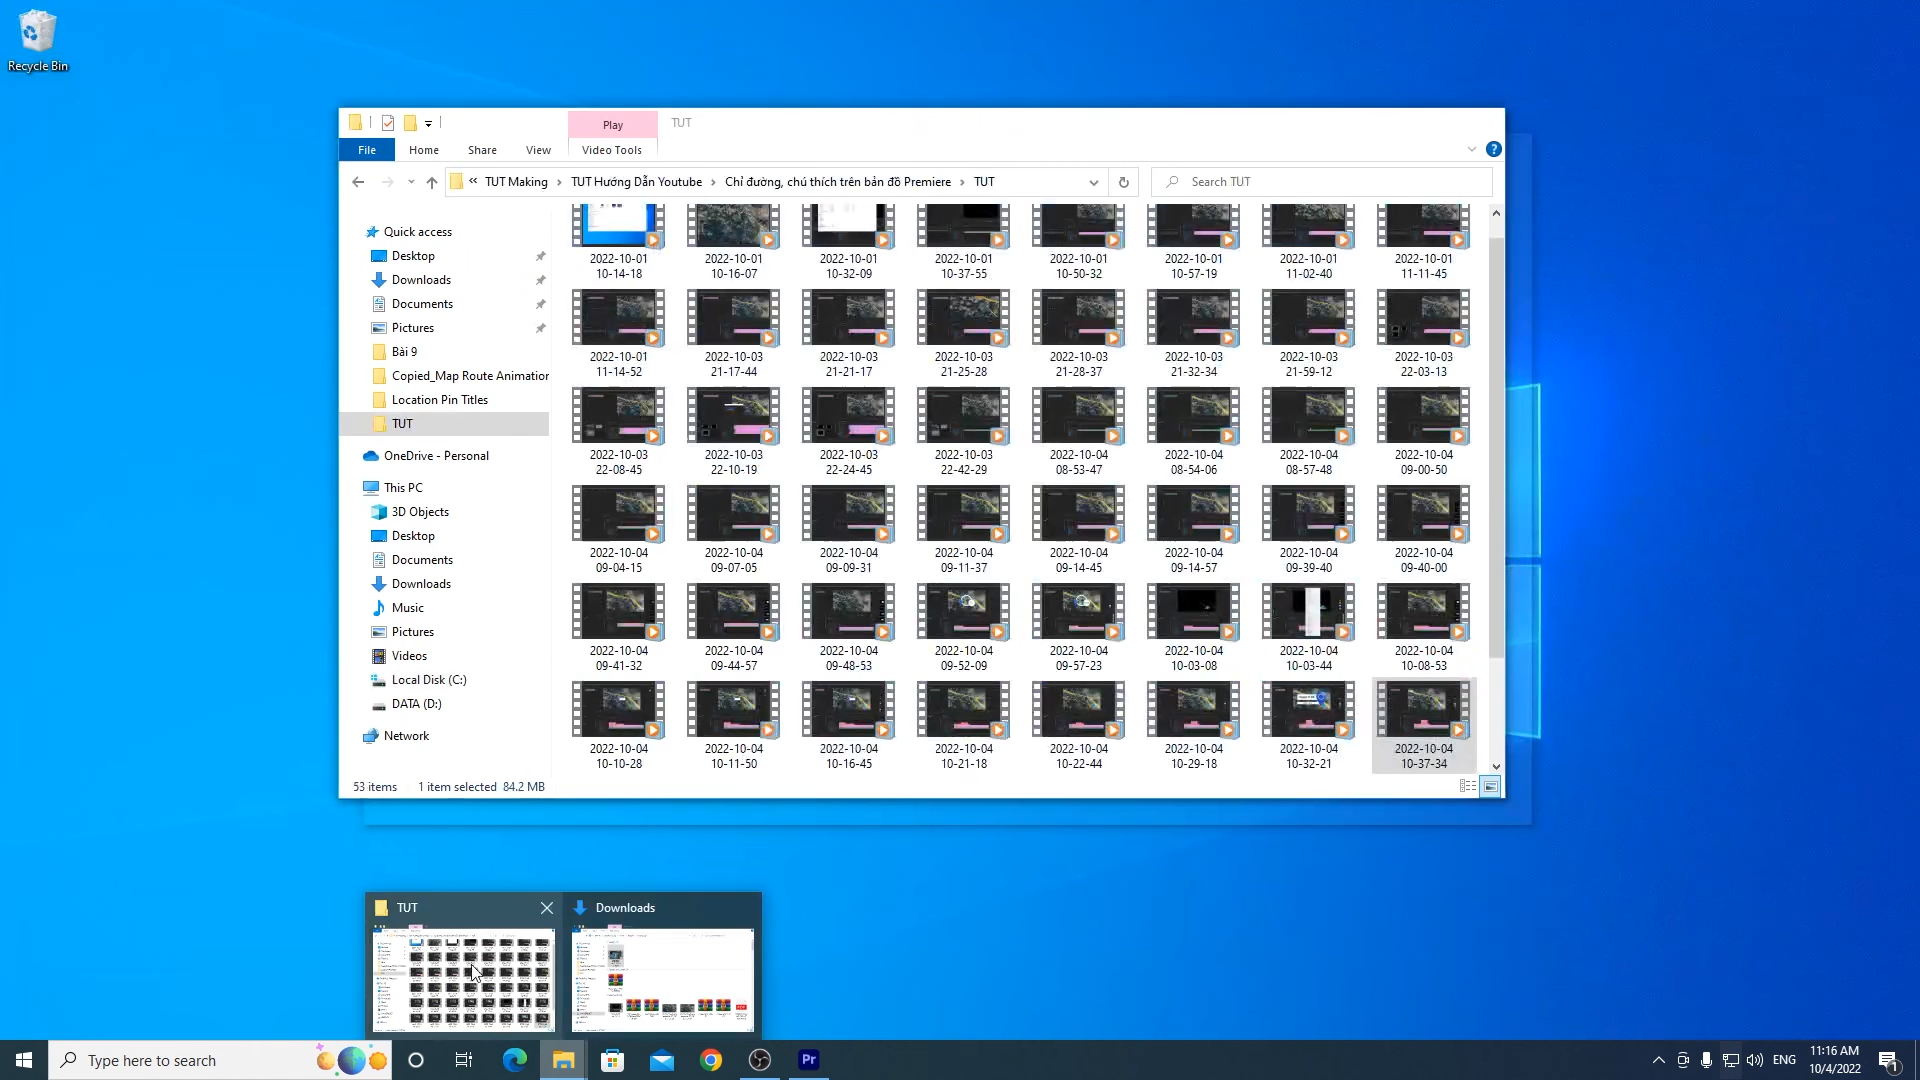 Recycle Bin
Play
TUT
File
Home
Share
View
Video Tools
« TUT Making › TUT Hướng Dẫn Youtube › Chỉ đường, chú thích trên bản đồ Premiere › TUT
Search TUT
Quick access
Desktop
Downloads
Documents
Pictures
Bài 9
Copied_Map Route Animation
Location Pin Titles
TUT
OneDrive - Personal
This PC
3D Objects
Desktop
Documents
Downloads
Music
Pictures
Videos
Local Disk (C:)
DATA (D:)
Network
2022-10-01 2022-10-01 2022-10-01 2022-10-01 2022-10-01 2022-10-01 2022-10-01 2022-10-01
10-14-18 10-16-07 10-32-09 10-37-55 10-50-32 10-57-19 11-02-40 11-11-45
2022-10-01 2022-10-03 2022-10-03 2022-10-03 2022-10-03 2022-10-03 2022-10-03 2022-10-03
11-14-52 21-17-44 21-21-17 21-25-28 21-28-37 21-32-34 21-59-12 22-03-13
2022-10-03 2022-10-03 2022-10-03 2022-10-03 2022-10-04 2022-10-04 2022-10-04 2022-10-04
22-08-45 22-10-19 22-24-45 22-42-29 08-53-47 08-54-06 08-57-48 09-00-50
2022-10-04 2022-10-04 2022-10-04 2022-10-04 2022-10-04 2022-10-04 2022-10-04 2022-10-04
09-04-15 09-07-05 09-09-31 09-11-37 09-14-45 09-14-57 09-39-40 09-40-00
2022-10-04 2022-10-04 2022-10-04 2022-10-04 2022-10-04 2022-10-04 2022-10-04 2022-10-04
09-41-32 09-44-57 09-48-53 09-52-09 09-57-23 10-03-08 10-03-44 10-08-53
2022-10-04 2022-10-04 2022-10-04 2022-10-04 2022-10-04 2022-10-04 2022-10-04 2022-10-04
10-10-28 10-11-50 10-16-45 10-21-18 10-22-44 10-29-18 10-32-21 10-37-34
53 items
1 item selected 84.2 MB
TUT
Downloads
Type here to search
Pr
ENG
11:16 AM
10/4/2022
1